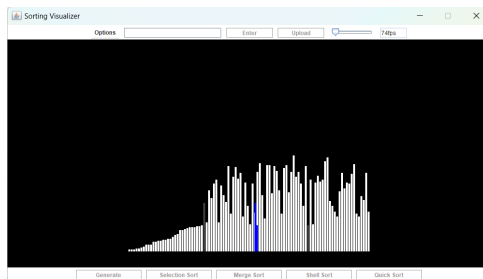 Sorting Visualizer
Options Enter Upload 74fps
Generate Selection Sort Merge Sort Shell Sort Quick Sort